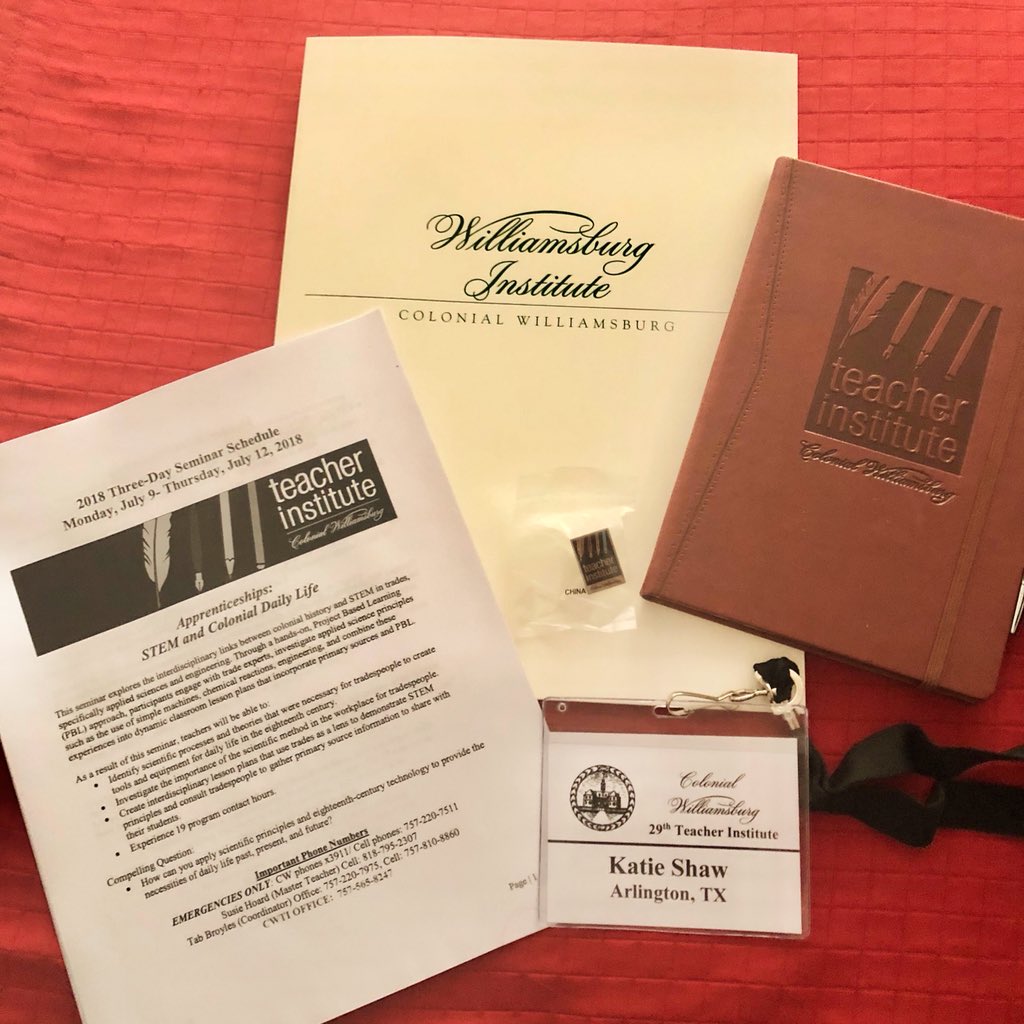 Williamsburg
Institute
COLONIAL WILLIAMSBURG
teacher
institute
Colonial Williamsburg
2018 Three-Day Seminar Schedule
Monday, July 9- Thursday, July 12, 2018
teacher
institute
Colonial Williamsburg
Apprenticeships:
STEM and Colonial Daily Life
This seminar explores the interdisciplinary links between colonial history and STEM in trades,
specifically applied sciences and engineering. Through a hands-on, Project Based Learning
(PBL) approach, participants engage with trade experts, investigate applied science principles
such as the use of simple machines, chemical reactions, engineering, and combine these
experiences into dynamic classroom lesson plans that incorporate primary sources and PBL.
As a result of this seminar, teachers will be able to:
• Identify scientific processes and theories that were necessary for tradespeople to create
tools and equipment for daily life in the eighteenth century.
• Investigate the importance of the scientific method in the workplace for tradespeople.
• Create interdisciplinary lesson plans that use trades as a lens to demonstrate STEM
principles and consult tradespeople to gather primary source information to share with
their students.
• Experience 19 program contact hours.
Compelling Question:
• How can you apply scientific principles and eighteenth-century technology to provide the
necessities of daily life past, present, and future?
Important Phone Numbers
EMERGENCIES ONLY: CW phones x3911/ Cell phones: 757-220-7511
Susie Hoard (Master Teacher) Cell: 818-795-2307
Tab Broyles (Coordinator) Office: 757-220-7975, Cell: 757-810-8860
CWTI OFFICE: 757-565-8247
Page | 1
teacher
institute
CHINA
Colonial
Williamsburg
29th Teacher Institute
Katie Shaw
Arlington, TX